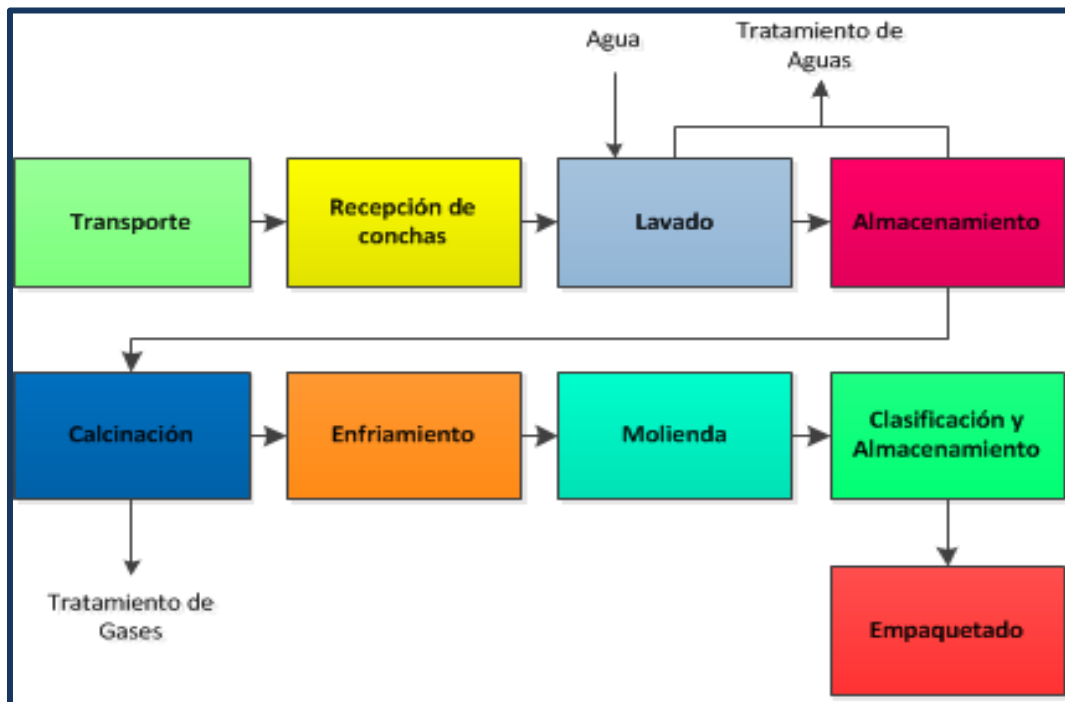 Agua
Tratamiento de
Aguas
Transporte
Recepción de
conchas
Lavado
Almacenamiento
Calcinación
Enfriamiento
Molienda
Clasificación y
Almacenamiento
Tratamiento de
Gases
Empaquetado